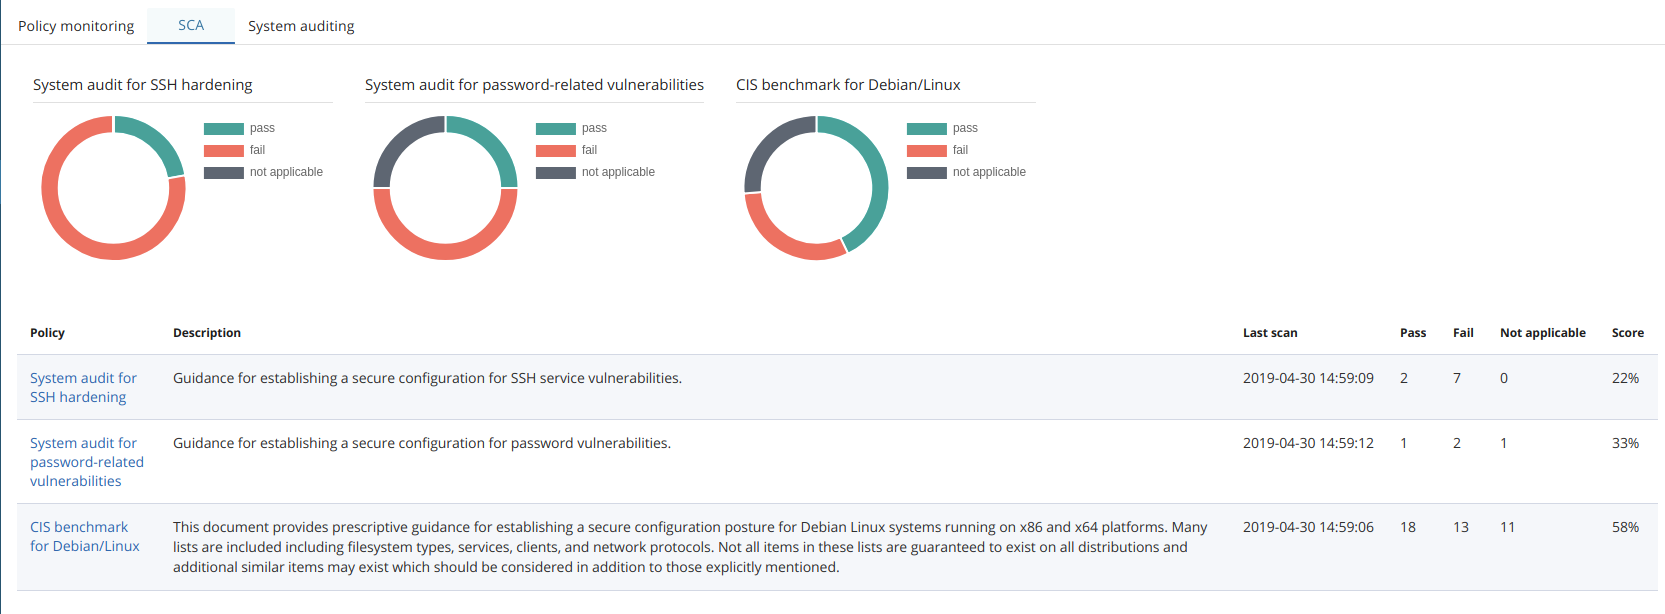 Policy monitoring SCA System auditing
System audit for SSH hardening System audit for password-related vulnerabilities CIS benchmark for Debian/Linux
pass pass pass
fail fail fail
not applicable not applicable not applicable
Policy Description Last scan Pass Fail Not applicable Score
System audit for Guidance for establishing a secure configuration for SSH service vulnerabilities. 2019-04-30 14:59:09 2 7 0 22%
SSH hardening
System audit for Guidance for establishing a secure configuration for password vulnerabilities. 2019-04-30 14:59:12 1 2 1 33%
password-related
vulnerabilities
CIS benchmark This document provides prescriptive guidance for establishing a secure configuration posture for Debian Linux systems running on x86 and x64 platforms. Many 2019-04-30 14:59:06 18 13 11 58%
for Debian/Linux lists are included including filesystem types, services, clients, and network protocols. Not all items in these lists are guaranteed to exist on all distributions and
additional similar items may exist which should be considered in addition to those explicitly mentioned.